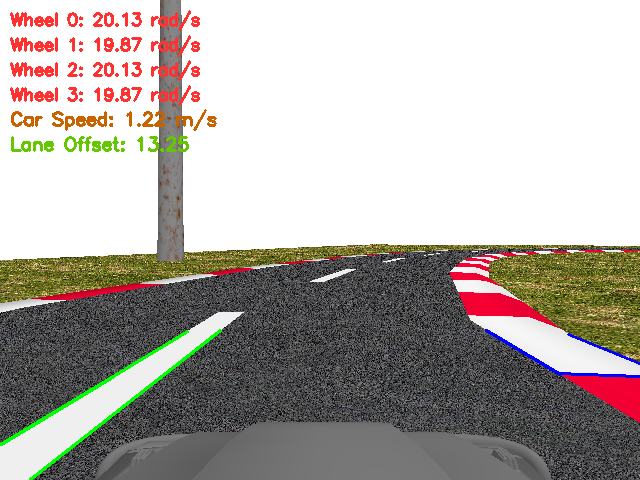 Wheel 0: 20.13 rad/s
Wheel 1: 19.87 rad/s
Wheel 2: 20.13 rad/s
Wheel 3: 19.87 rad/s
Car Speed: 1.22 m/s
Lane Offset: 13.25